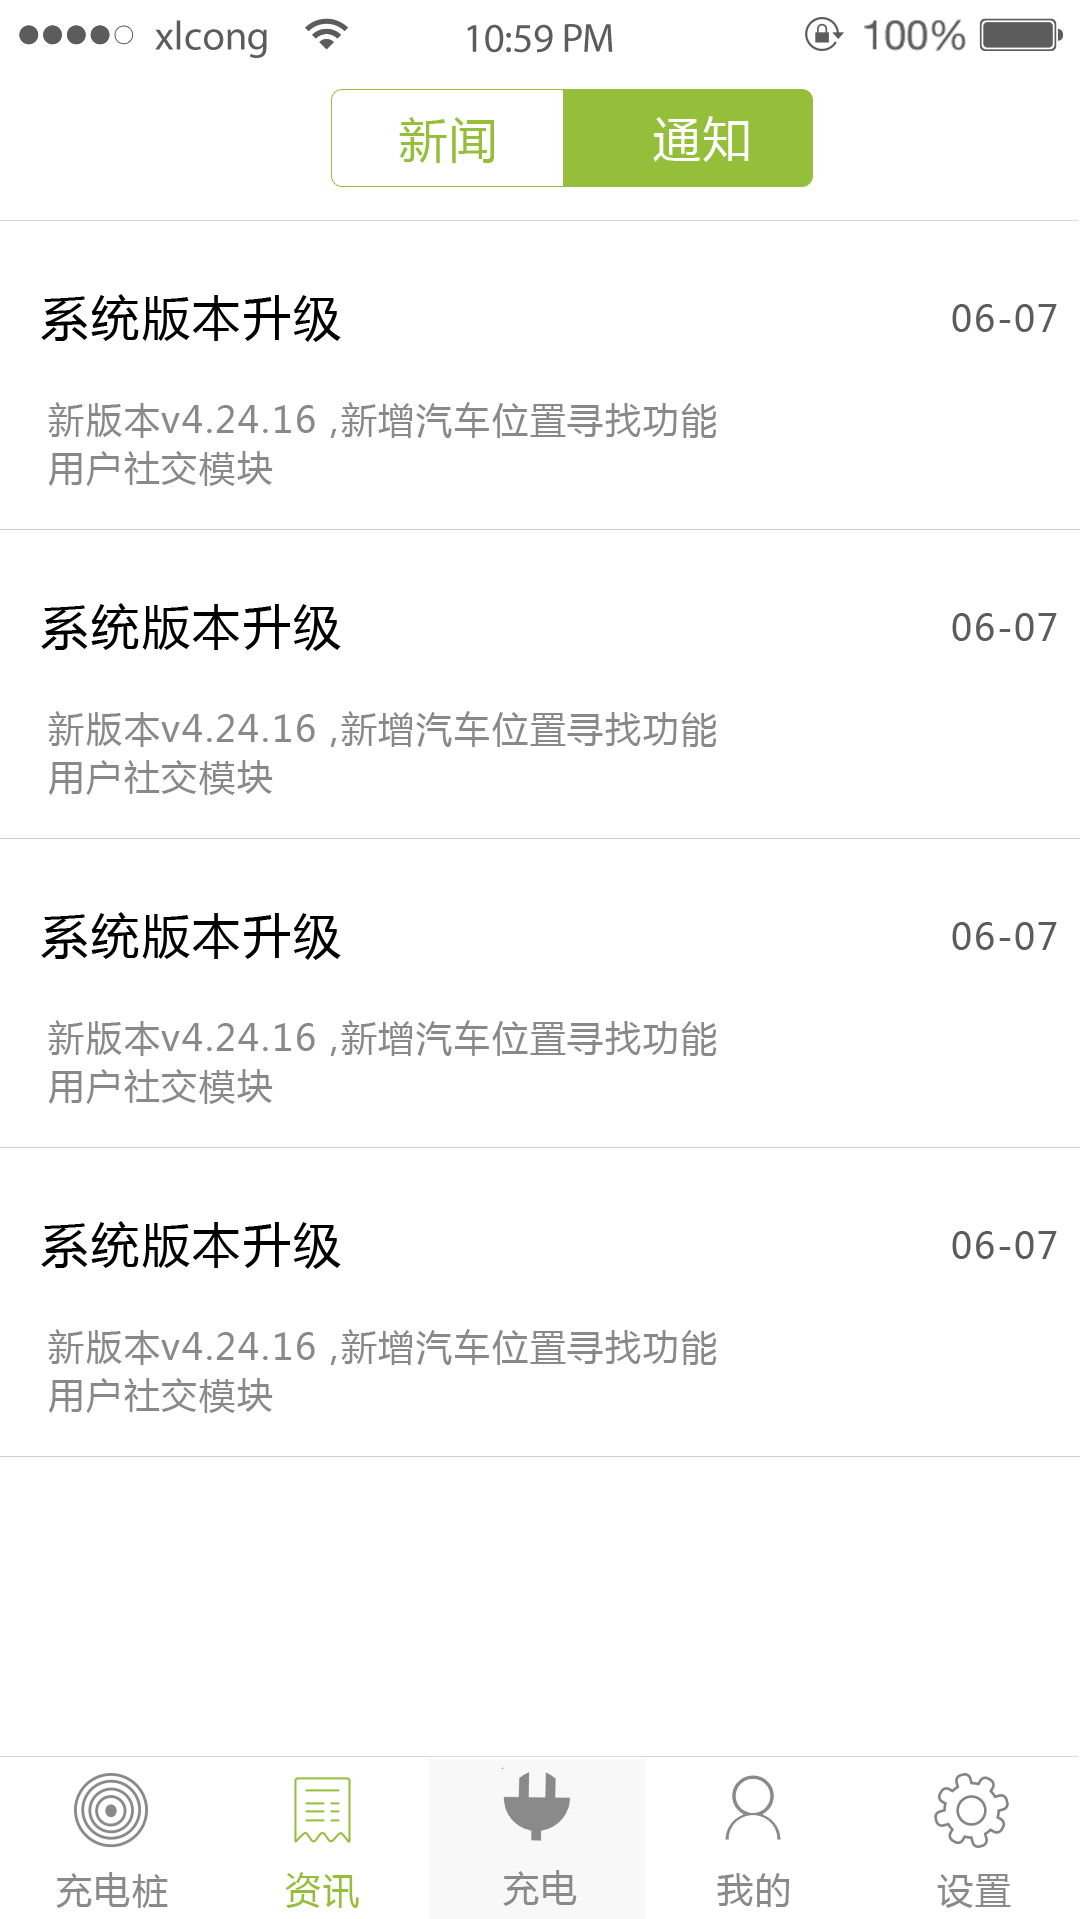 xlcong 10:59 PM 100%
新闻 通知
系统版本升级 06-07
新版本v4.24.16 ,新增汽车位置寻找功能
用户社交模块
系统版本升级 06-07
新版本v4.24.16 ,新增汽车位置寻找功能
用户社交模块
系统版本升级 06-07
新版本v4.24.16 ,新增汽车位置寻找功能
用户社交模块
系统版本升级 06-07
新版本v4.24.16 ,新增汽车位置寻找功能
用户社交模块
充电桩 资讯 充电 我的 设置